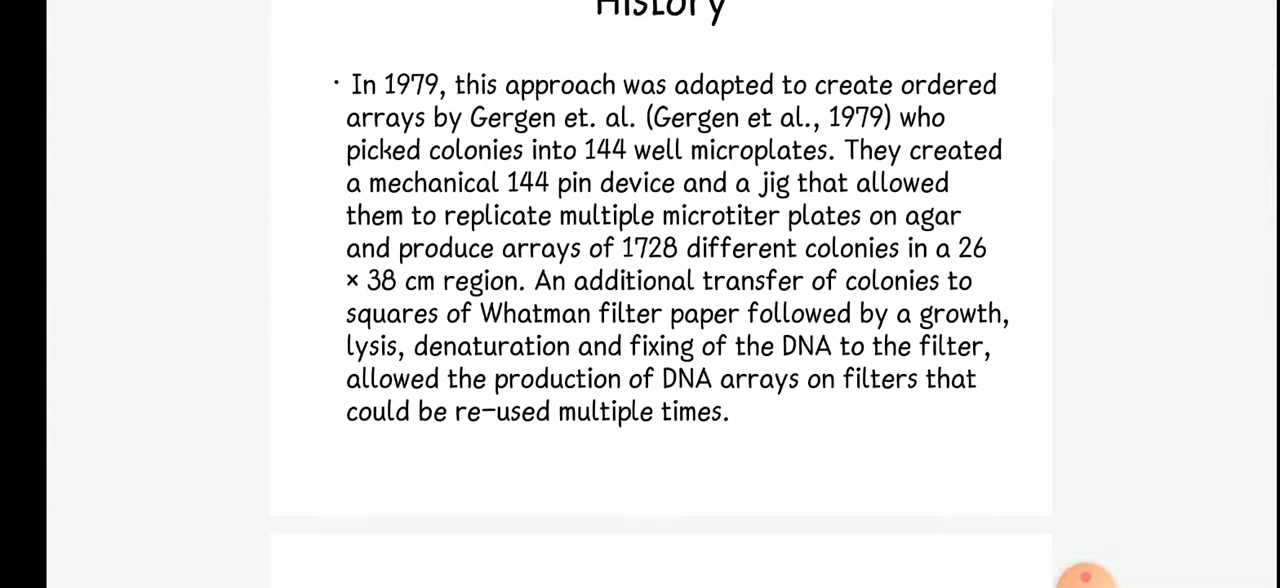 History
· In 1979, this approach was adapted to create ordered
arrays by Gergen et. al. (Gergen et al., 1979) who
picked colonies into 144 well microplates. They created
a mechanical 144 pin device and a jig that allowed
them to replicate multiple microtiter plates on agar
and produce arrays of 1728 different colonies in a 26
× 38 cm region. An additional transfer of colonies to
squares of Whatman filter paper followed by a growth,
lysis, denaturation and fixing of the DNA to the filter,
allowed the production of DNA arrays on filters that
could be re-used multiple times.